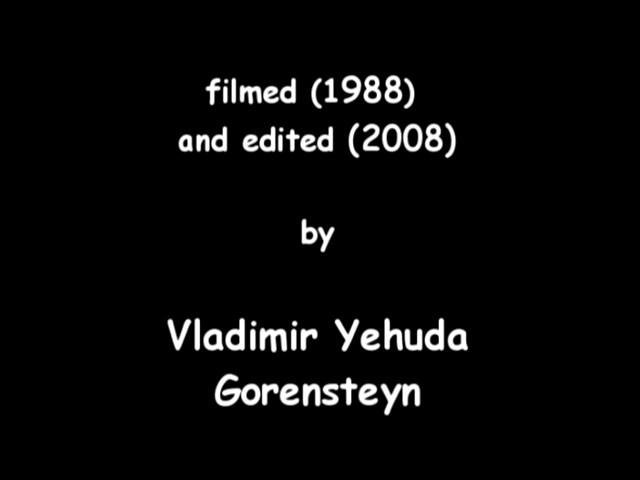 filmed (1988)
and edited (2008)
by
Vladimir Yehuda
Gorensteyn